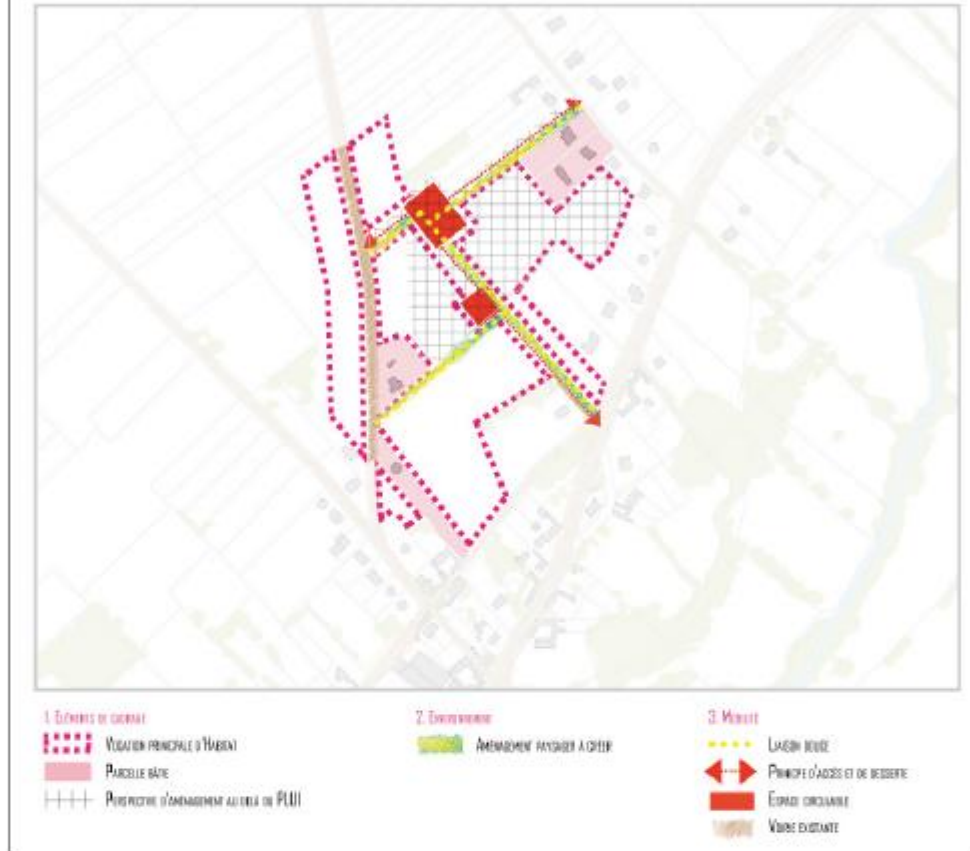 1. ÉLÉMENTS DE CADRAGE
VOCATION PRINCIPALE D'HABITAT
PARCELLE BÂTIE
PERSPECTIVE D'AMÉNAGEMENT AU DELÀ DU PLUI
2. ENVIRONNEMENT
AMÉNAGEMENT PAYSAGER À CRÉER
3. MOBILITÉ
LIAISON DOUCE
PRINCIPE D'ACCÈS ET DE DESSERTE
ESPACE CIRCULABLE
VOIRIE EXISTANTE